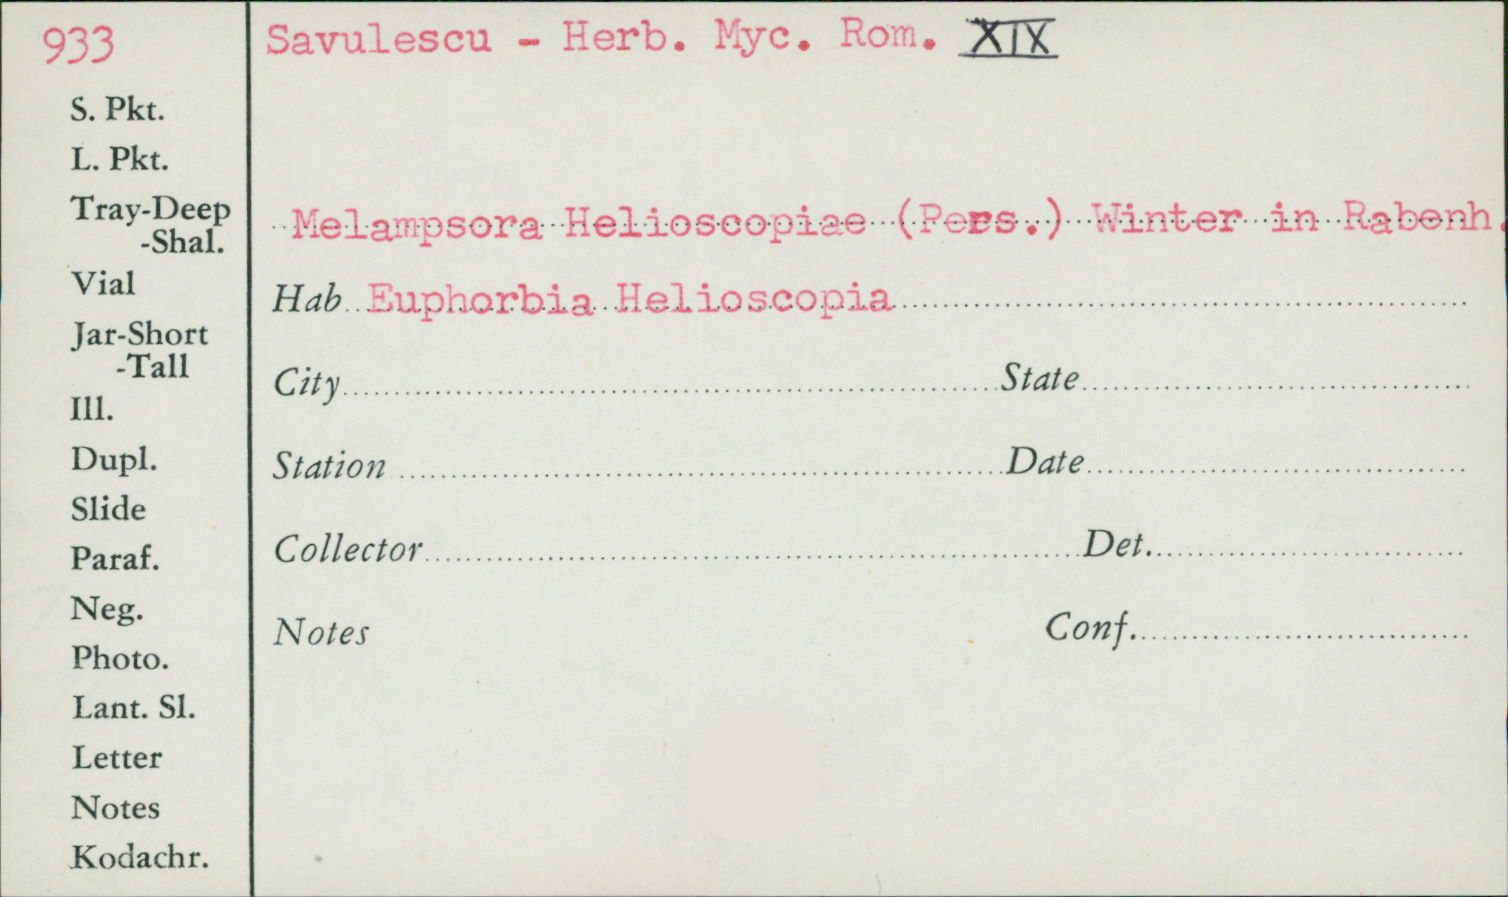 933
Savulescu - Herb. Myc. Rom. XIX
S. Pkt.
L. Pkt.
Tray-Deep
-Shal.
Vial
Jar-Short
-Tall
Ill.
Dupl.
Slide
Paraf.
Neg.
Photo.
Lant. Sl.
Letter
Notes
Kodachr.
Melampsora Helioscopiae (Pers.) Winter in Rabenh.
Hab Euphorbia Helioscopia
City State
Station Date
Collector Det.
Notes Conf.